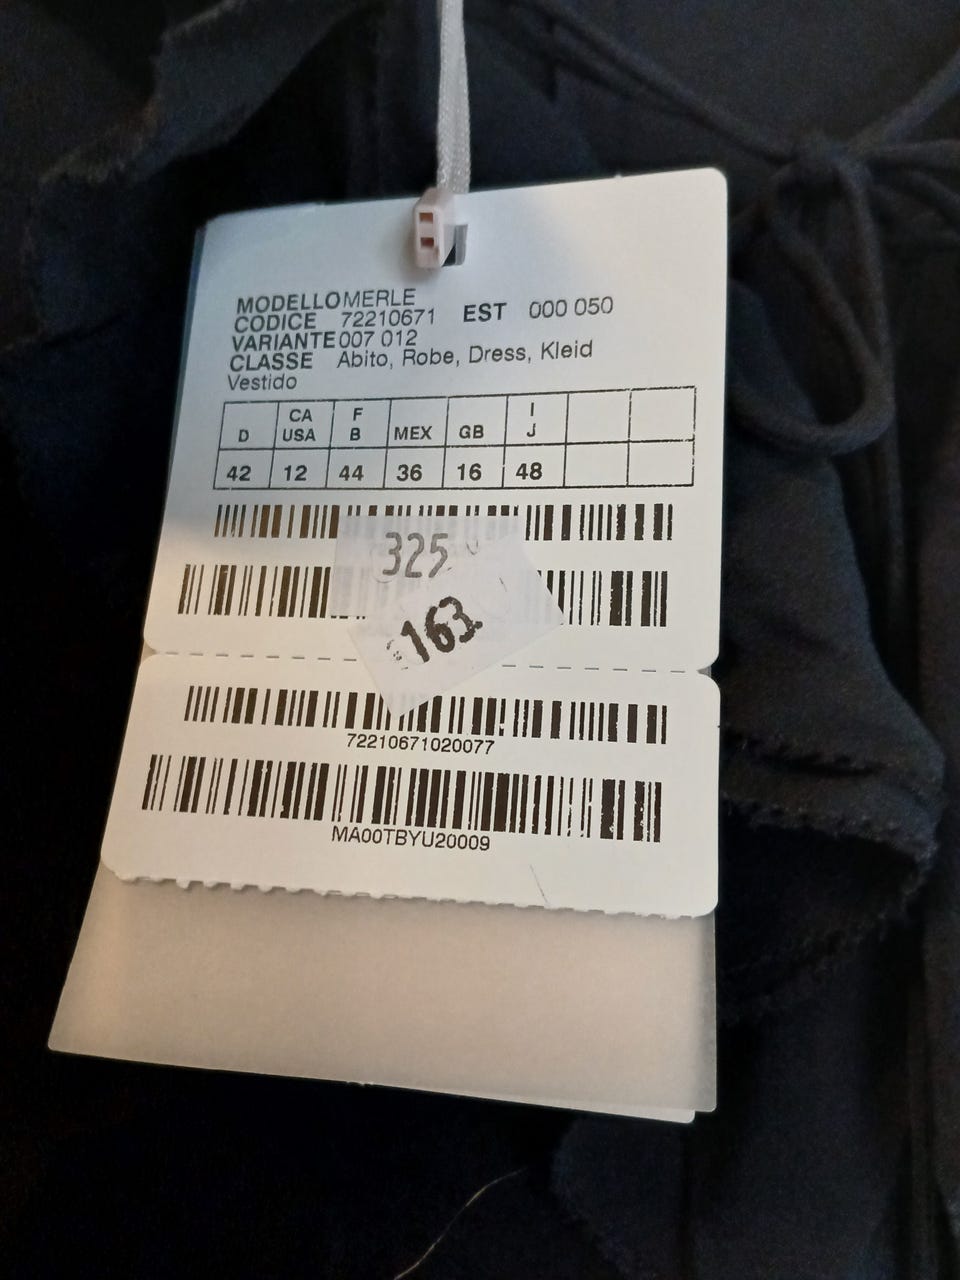 MODELLO MERLE
CODICE 72210671 EST 000 050
VARIANTE 007 012
CLASSE Abito, Robe, Dress, Kleid
Vestido
D CA USA F B MEX GB I J
42 12 44 36 16 48
325
163
72210671020077
MA00TBYU20009